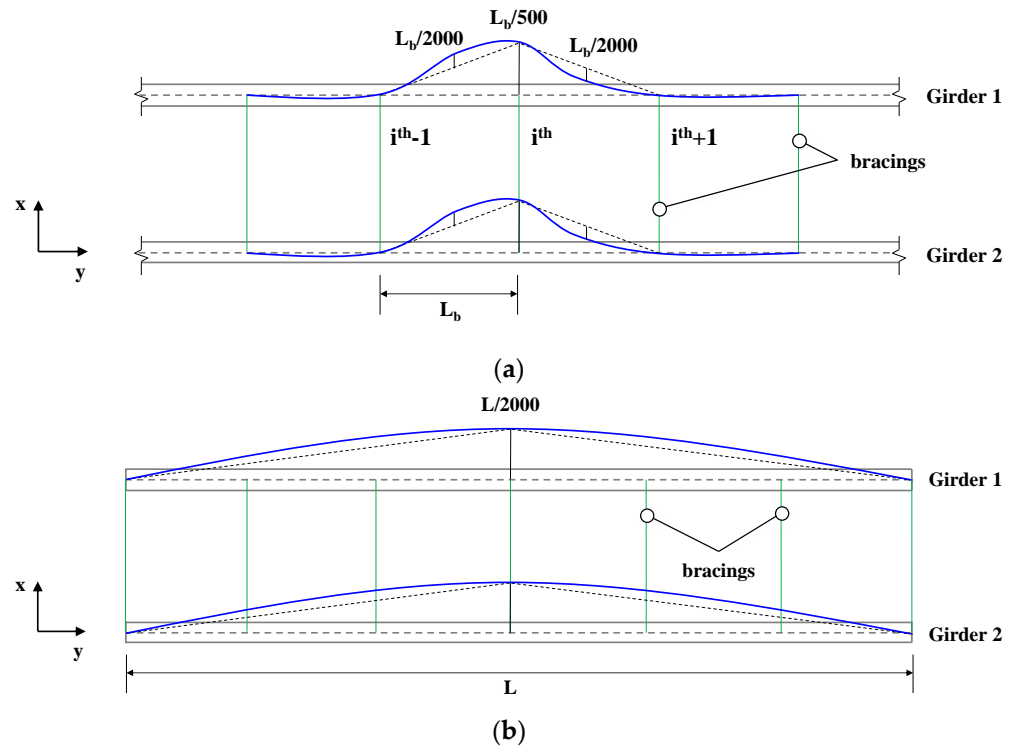 L_b/500
L_b/2000
L_b/2000
Girder 1
i^th-1
i^th
i^th+1
bracings
x
y
Girder 2
L_b
(a)
L/2000
Girder 1
bracings
x
y
Girder 2
L
(b)